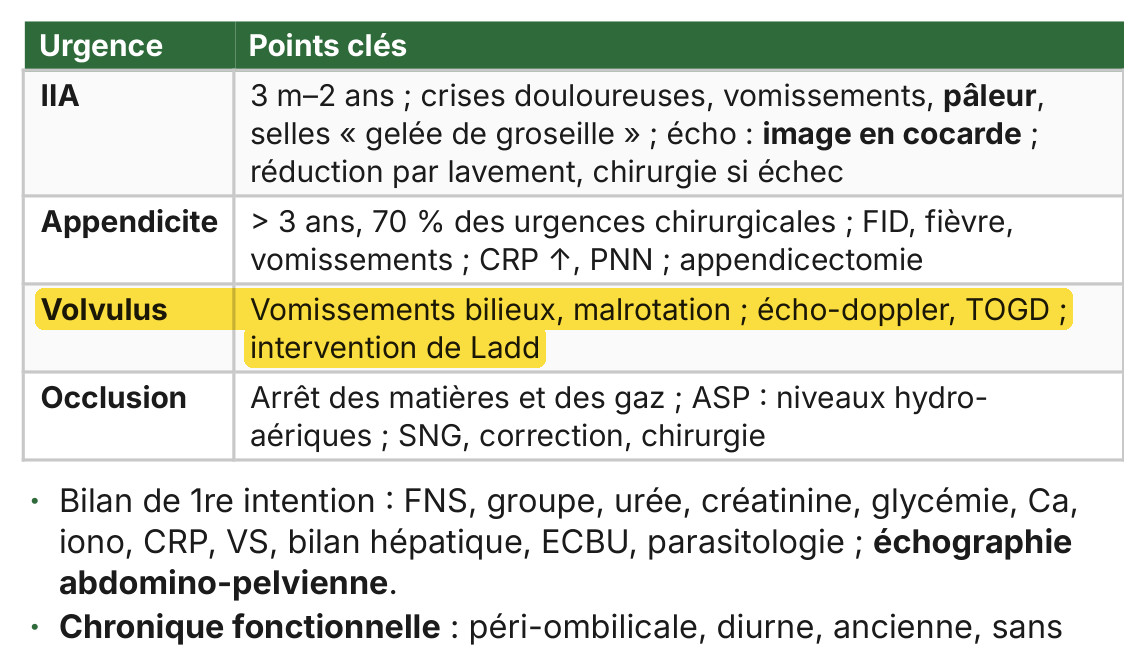 Urgence Points clés
IIA 3 m–2 ans ; crises douloureuses, vomissements, pâleur,
selles « gelée de groseille » ; écho : image en cocarde ;
réduction par lavement, chirurgie si échec
Appendicite > 3 ans, 70 % des urgences chirurgicales ; FID, fièvre,
vomissements ; CRP ↑, PNN ; appendicectomie
Volvulus Vomissements bilieux, malrotation ; écho-doppler, TOGD ;
intervention de Ladd
Occlusion Arrêt des matières et des gaz ; ASP : niveaux hydro-
aériques ; SNG, correction, chirurgie
· Bilan de 1re intention : FNS, groupe, urée, créatinine, glycémie, Ca,
iono, CRP, VS, bilan hépatique, ECBU, parasitologie ; échographie
abdomino-pelvienne.
· Chronique fonctionnelle : péri-ombilicale, diurne, ancienne, sans